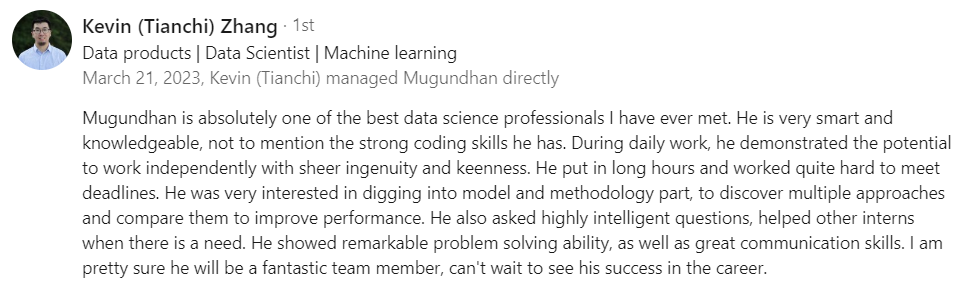 Kevin (Tianchi) Zhang · 1st
Data products | Data Scientist | Machine learning
March 21, 2023, Kevin (Tianchi) managed Mugundhan directly
Mugundhan is absolutely one of the best data science professionals I have ever met. He is very smart and
knowledgeable, not to mention the strong coding skills he has. During daily work, he demonstrated the potential
to work independently with sheer ingenuity and keenness. He put in long hours and worked quite hard to meet
deadlines. He was very interested in digging into model and methodology part, to discover multiple approaches
and compare them to improve performance. He also asked highly intelligent questions, helped other interns
when there is a need. He showed remarkable problem solving ability, as well as great communication skills. I am
pretty sure he will be a fantastic team member, can't wait to see his success in the career.